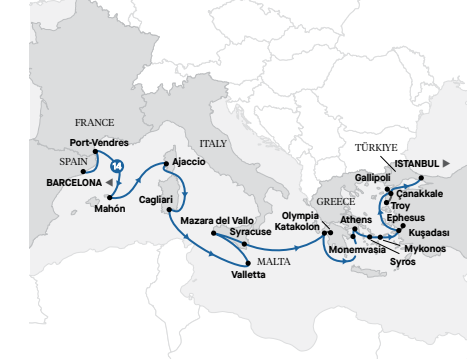 FRANCE
Port-Vendres
SPAIN
14
BARCELONA
Mahón
Ajaccio
ITALY
Cagliari
Mazara del Vallo
Syracuse
MALTA
Valletta
TÜRKIYE
ISTANBUL
Gallipoli
Çanakkale
Troy
GREECE
Ephesus
Olympia
Katakolon
Athens
Kuşadası
Monemvasia
Mykonos
Syros